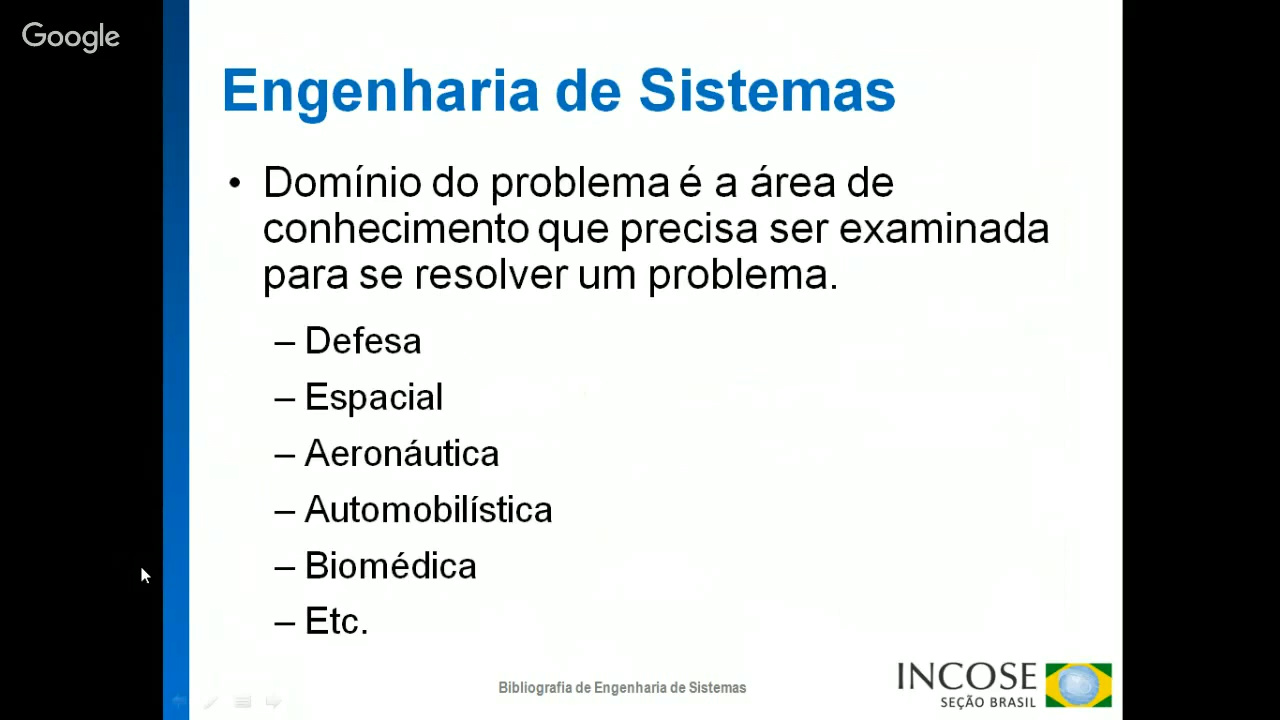 Google
Engenharia de Sistemas
• Domínio do problema é a área de
conhecimento que precisa ser examinada
para se resolver um problema.
– Defesa
– Espacial
– Aeronáutica
– Automobilística
– Biomédica
– Etc.
Bibliografia de Engenharia de Sistemas
INCOSE
SEÇÃO BRASIL